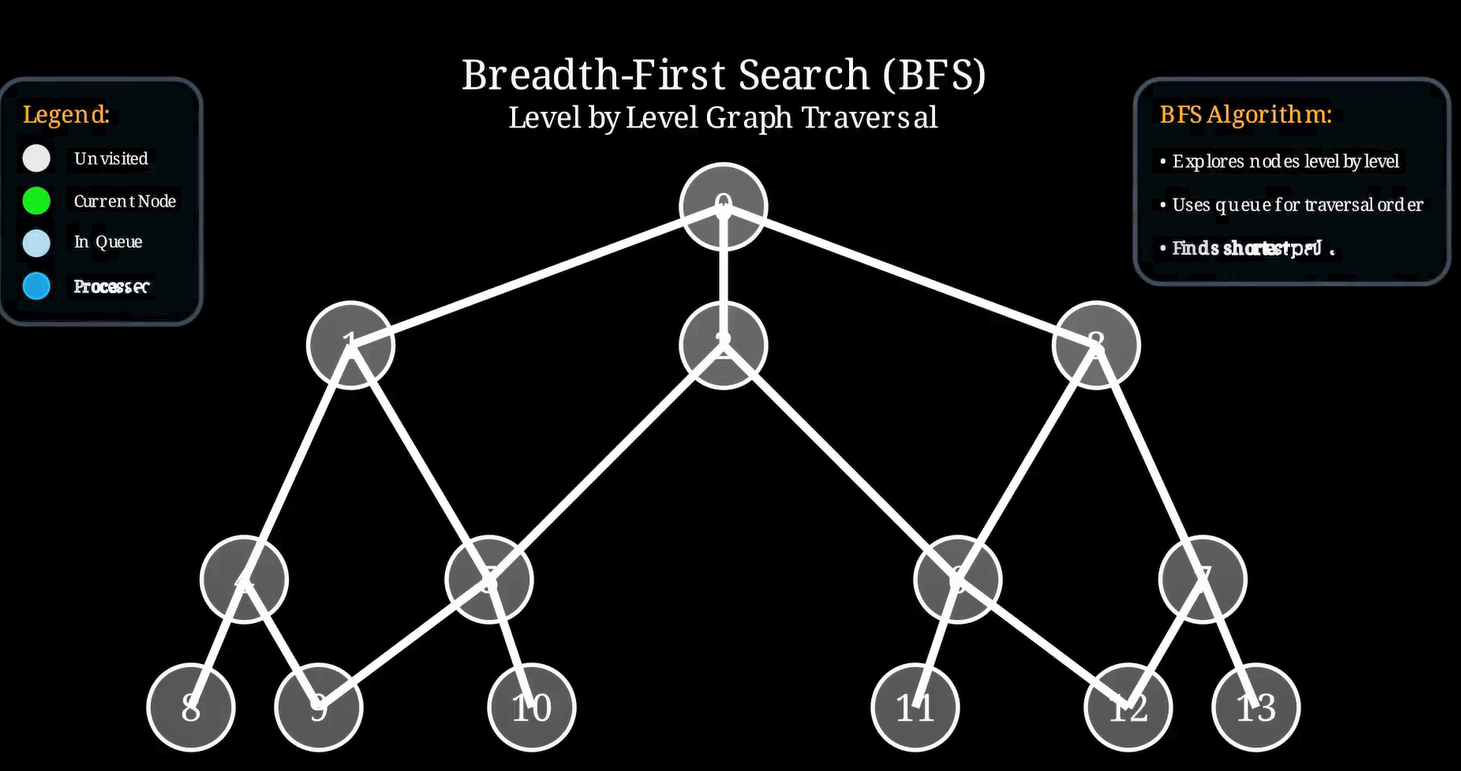 Breadth-First Search (BFS)
Level by Level Graph Traversal
Legend:
Unvisited
Current Node
In Queue
BFS Algorithm:
• Explores nodes level by level
• Uses queue for traversal order
• Finds shortest
0
1
2
3
4
5
6
7
8
9
10
11
12
13